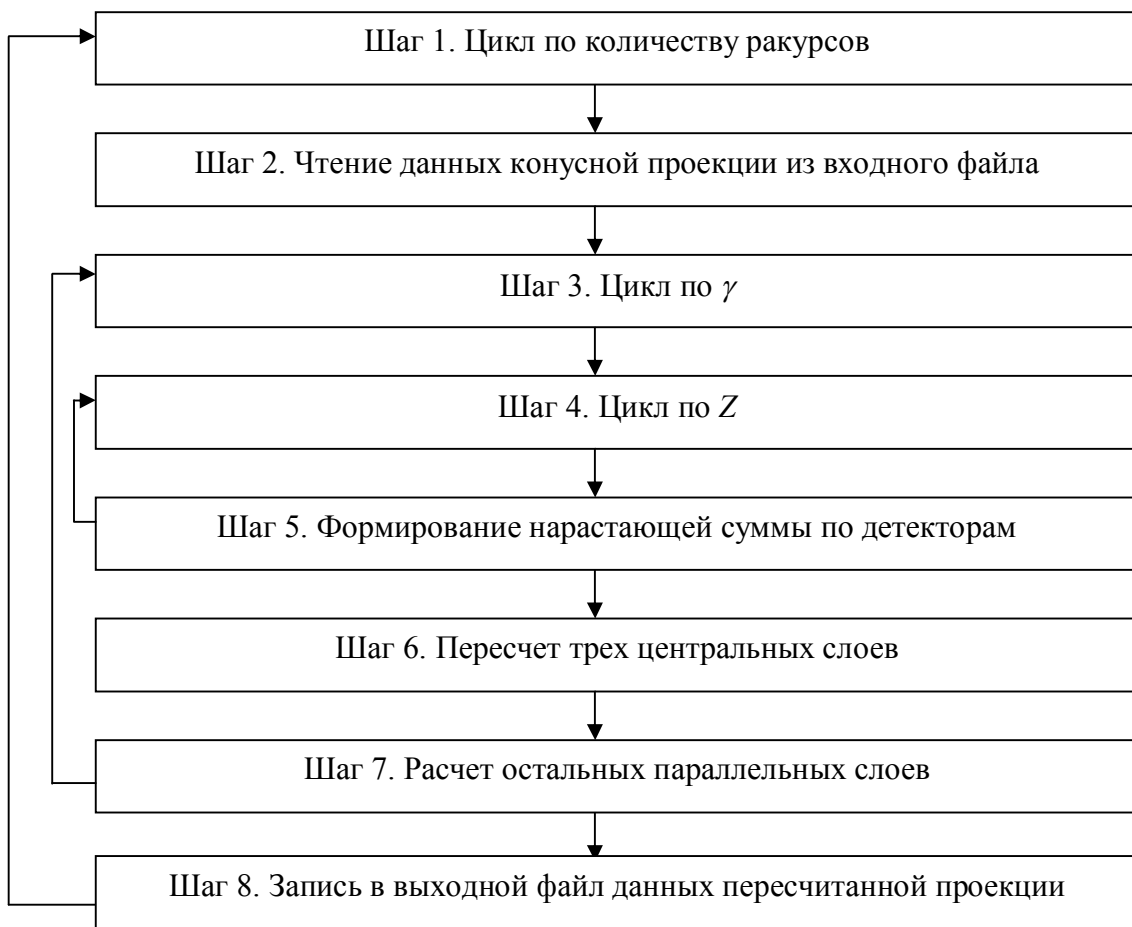 Шаг 1. Цикл по количеству ракурсов
Шаг 2. Чтение данных конусной проекции из входного файла
Шаг 3. Цикл по γ
Шаг 4. Цикл по Z
Шаг 5. Формирование нарастающей суммы по детекторам
Шаг 6. Пересчет трех центральных слоев
Шаг 7. Расчет остальных параллельных слоев
Шаг 8. Запись в выходной файл данных пересчитанной проекции